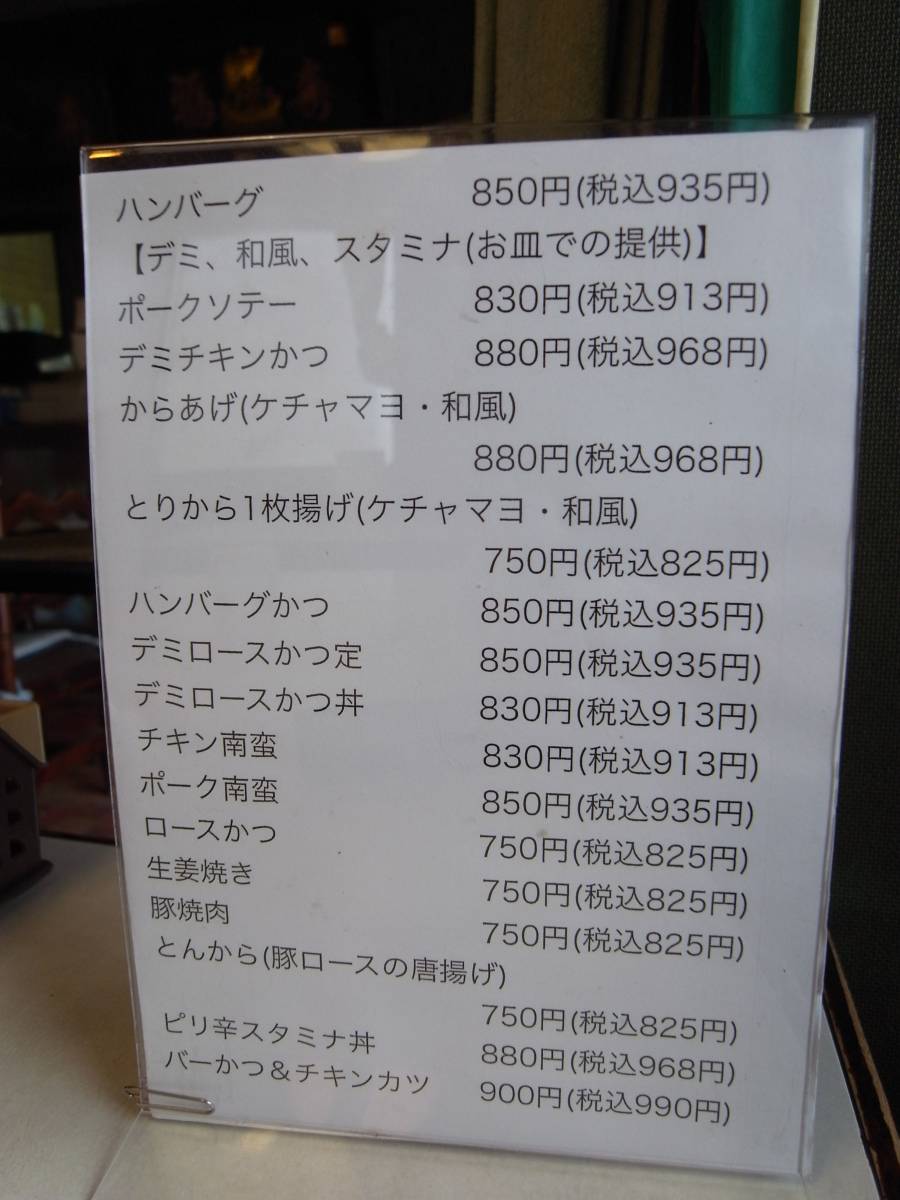 ハンバーグ 850円(税込935円)
【デミ、和風、スタミナ(お皿での提供)】
ポークソテー 830円(税込913円)
デミチキンかつ 880円(税込968円)
からあげ(ケチャマヨ・和風)
880円(税込968円)
とりから1枚揚げ(ケチャマヨ・和風)
750円(税込825円)
ハンバーグかつ 850円(税込935円)
デミロースかつ定 850円(税込935円)
デミロースかつ丼 830円(税込913円)
チキン南蛮 830円(税込913円)
ポーク南蛮 850円(税込935円)
ロースかつ 750円(税込825円)
生姜焼き 750円(税込825円)
豚焼肉 750円(税込825円)
とんから(豚ロースの唐揚げ)
750円(税込825円)
ピリ辛スタミナ丼 880円(税込968円)
バーかつ＆チキンカツ 900円(税込990円)